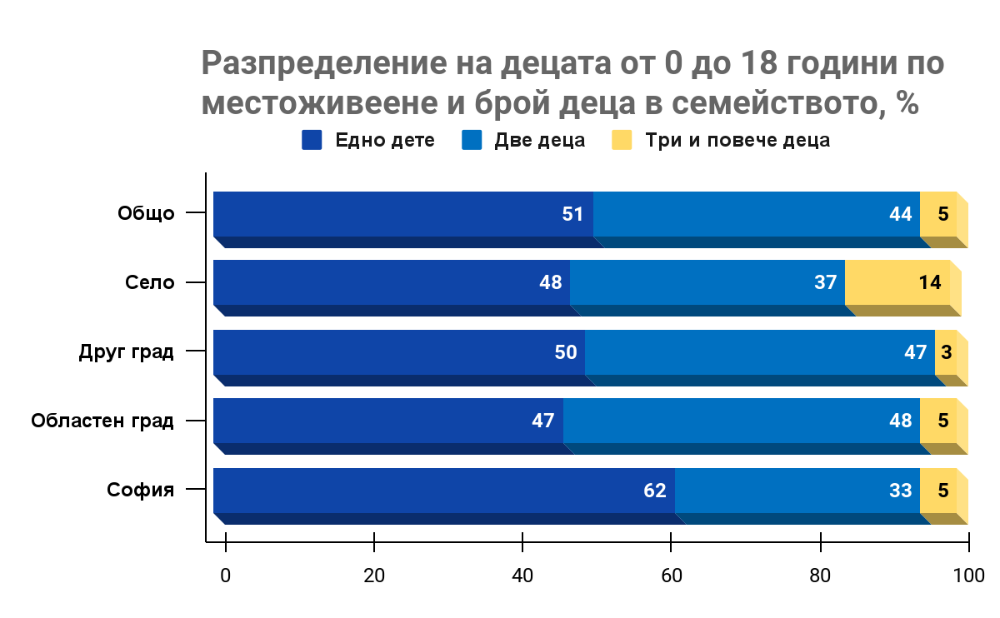 Разпределение на децата от 0 до 18 години по
местоживеене и брой деца в семейството, %
Едно дете Две деца Три и повече деца
Общо 51 44 5
Село 48 37 14
Друг град 50 47 3
Областен град 47 48 5
София 62 33 5
0 20 40 60 80 100